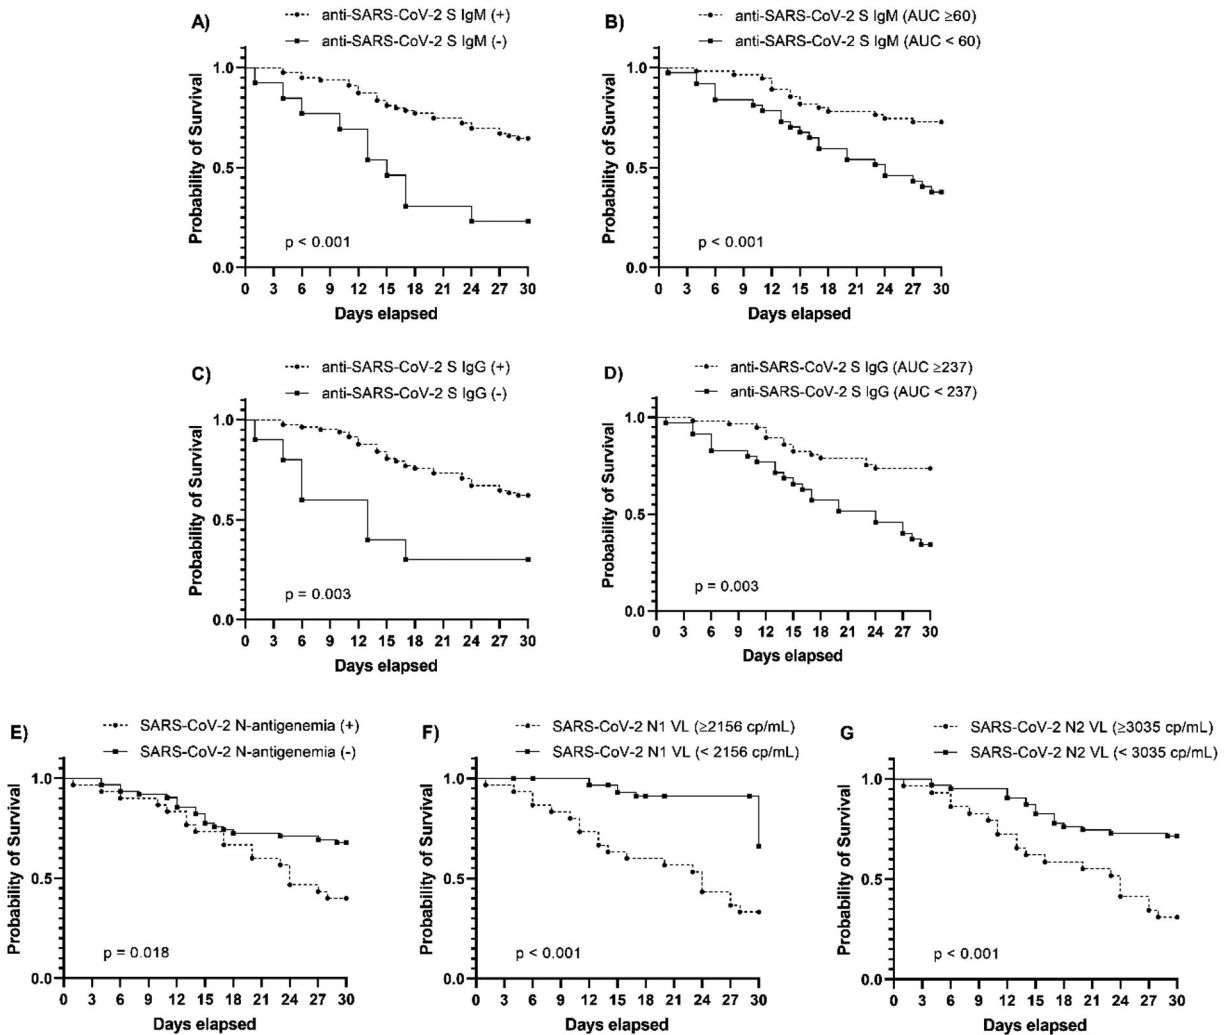 A)
anti-SARS-CoV-2 S IgM (+)
anti-SARS-CoV-2 S IgM (-)
Probability of Survival
1.0
0.5
0.0
p < 0.001
0 3 6 9 12 15 18 21 24 27 30
Days elapsed
B)
anti-SARS-CoV-2 S IgM (AUC ≥60)
anti-SARS-CoV-2 S IgM (AUC < 60)
Probability of Survival
1.0
0.5
0.0
p < 0.001
0 3 6 9 12 15 18 21 24 27 30
Days elapsed
C)
anti-SARS-CoV-2 S IgG (+)
anti-SARS-CoV-2 S IgG (-)
Probability of Survival
1.0
0.5
0.0
p = 0.003
0 3 6 9 12 15 18 21 24 27 30
Days elapsed
D)
anti-SARS-CoV-2 S IgG (AUC ≥237)
anti-SARS-CoV-2 S IgG (AUC < 237)
Probability of Survival
1.0
0.5
0.0
p = 0.003
0 3 6 9 12 15 18 21 24 27 30
Days elapsed
E)
SARS-CoV-2 N-antigenemia (+)
SARS-CoV-2 N-antigenemia (-)
Probability of Survival
1.0
0.5
0.0
p = 0.018
0 3 6 9 12 15 18 21 24 27 30
Days elapsed
F)
SARS-CoV-2 N1 VL (≥2156 cp/mL)
SARS-CoV-2 N1 VL (< 2156 cp/mL)
Probability of Survival
1.0
0.5
0.0
p < 0.001
0 3 6 9 12 15 18 21 24 27 30
Days elapsed
G)
SARS-CoV-2 N2 VL (≥3035 cp/mL)
SARS-CoV-2 N2 VL (< 3035 cp/mL)
Probability of Survival
1.0
0.5
0.0
p < 0.001
0 3 6 9 12 15 18 21 24 27 30
Days elapsed